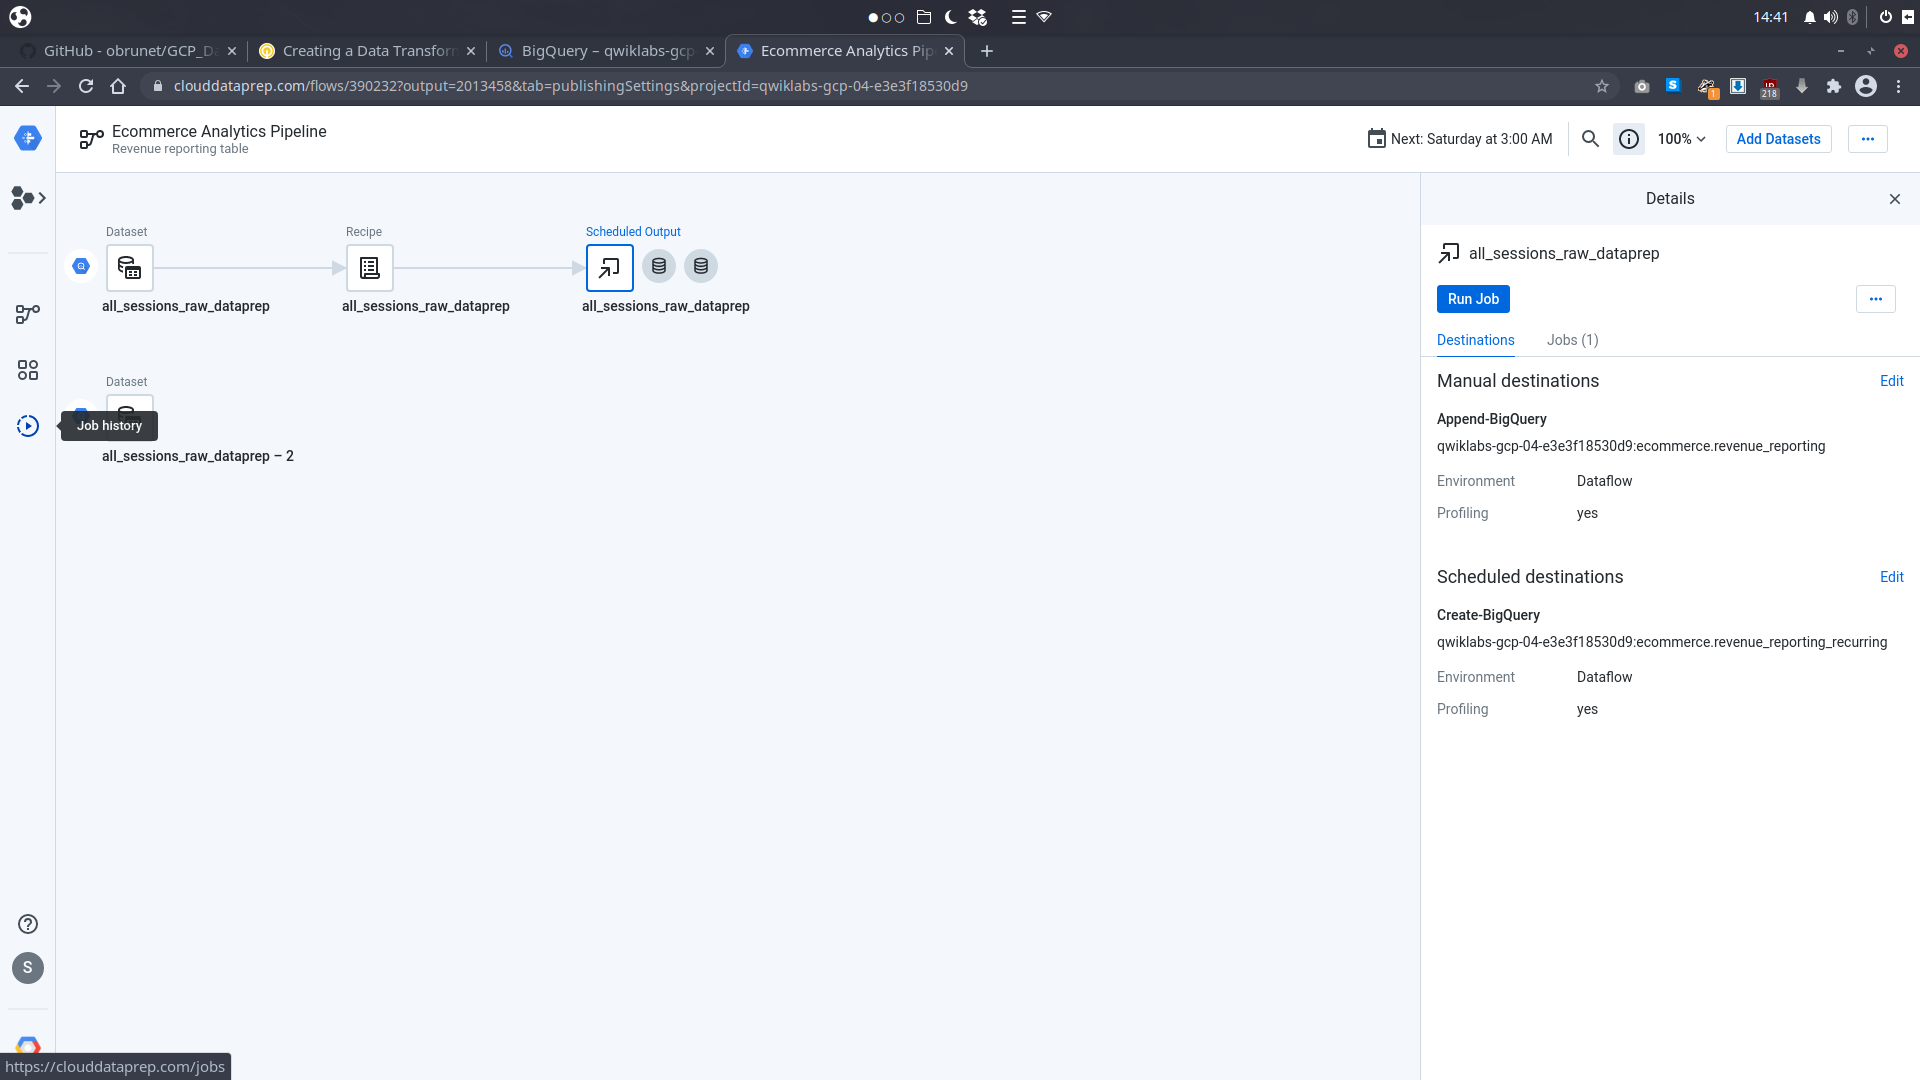 14:41
GitHub - obrunet/GCP_Da
Creating a Data Transforr
BigQuery – qwiklabs-gcp
Ecommerce Analytics Pip
clouddataprep.com/flows/390232?output=2013458&tab=publishingSettings&projectId=qwiklabs-gcp-04-e3e3f18530d9
S
1
218
Ecommerce Analytics Pipeline
Revenue reporting table
Next: Saturday at 3:00 AM
100%
Add Datasets
Details
Dataset
Recipe
Scheduled Output
all_sessions_raw_dataprep
all_sessions_raw_dataprep
all_sessions_raw_dataprep
Dataset
Job history
all_sessions_raw_dataprep – 2
all_sessions_raw_dataprep
Run Job
Destinations
Jobs (1)
Manual destinations
Edit
Append-BigQuery
qwiklabs-gcp-04-e3e3f18530d9:ecommerce.revenue_reporting
Environment
Dataflow
Profiling
yes
Scheduled destinations
Edit
Create-BigQuery
qwiklabs-gcp-04-e3e3f18530d9:ecommerce.revenue_reporting_recurring
Environment
Dataflow
Profiling
yes
S
https://clouddataprep.com/jobs